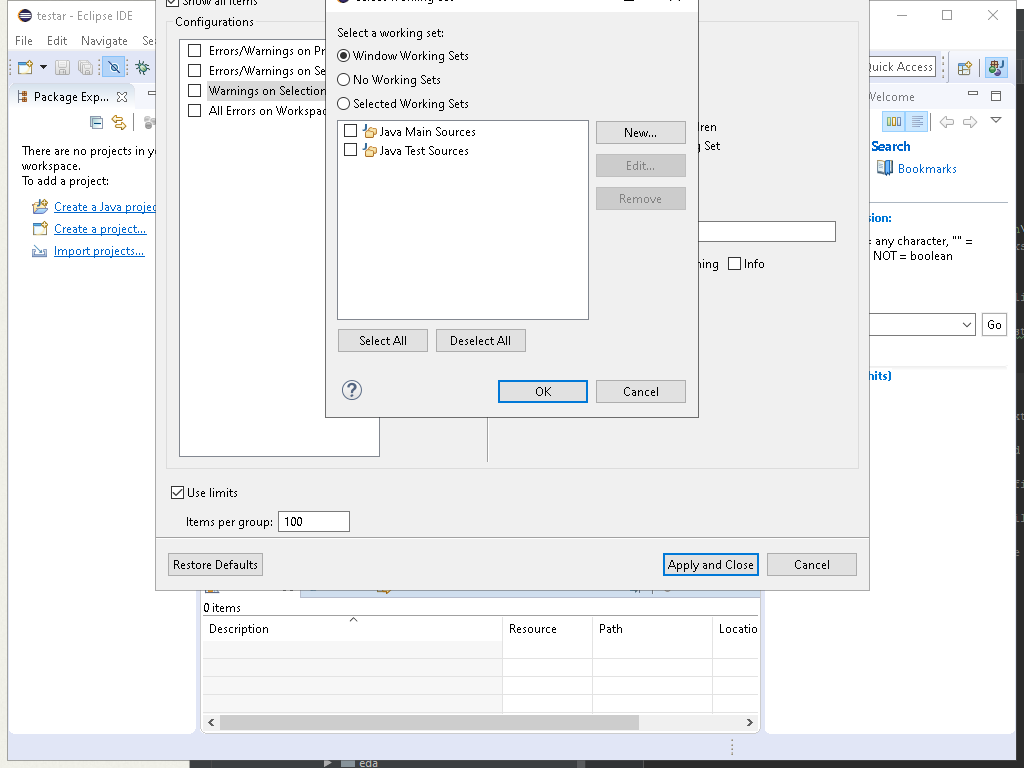 testar - Eclipse IDE
File Edit Navigate Se
Quick Access
Package Exp...
There are no projects in yo
workspace.
To add a project:
Create a Java projec
Create a project...
Import projects...
Show all items
Configurations
Errors/Warnings on Pr
Errors/Warnings on Se
Warnings on Selection
All Errors on Workspac
Select a working set:
Window Working Sets
No Working Sets
Selected Working Sets
Java Main Sources
Java Test Sources
New...
Edit...
Remove
Select All
Deselect All
OK
Cancel
ren
Set
ning
Info
Use limits
Items per group:
100
Restore Defaults
Apply and Close
Cancel
Welcome
Search
Bookmarks
sion:
= any character, "" =
NOT = boolean
Go
hits)
0 items
Description
Resource
Path
Locatio
eda